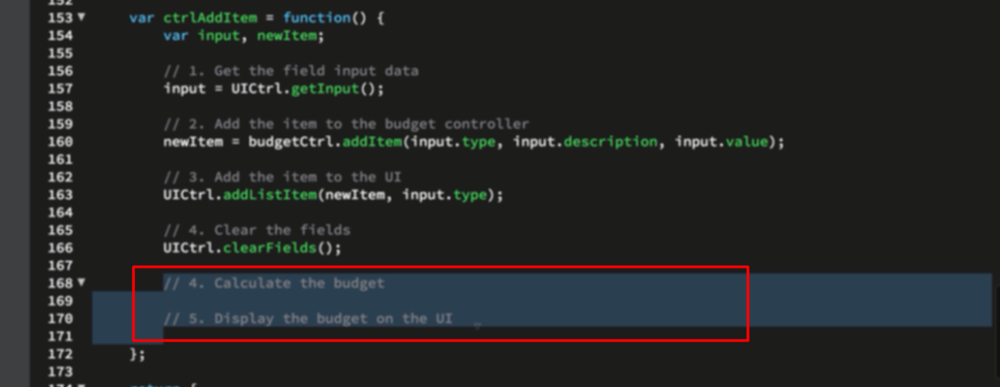 152
153 ▼ var ctrlAddItem = function() {
154 var input, newItem;
155
156 // 1. Get the field input data
157 input = UICtrl.getInput();
158
159 // 2. Add the item to the budget controller
160 newItem = budgetCtrl.addItem(input.type, input.description, input.value);
161
162 // 3. Add the item to the UI
163 UICtrl.addListItem(newItem, input.type);
164
165 // 4. Clear the fields
166 UICtrl.clearFields();
167
168 ▼ // 4. Calculate the budget
169
170 // 5. Display the budget on the UI
171
172 };
173
174 ▼ return {